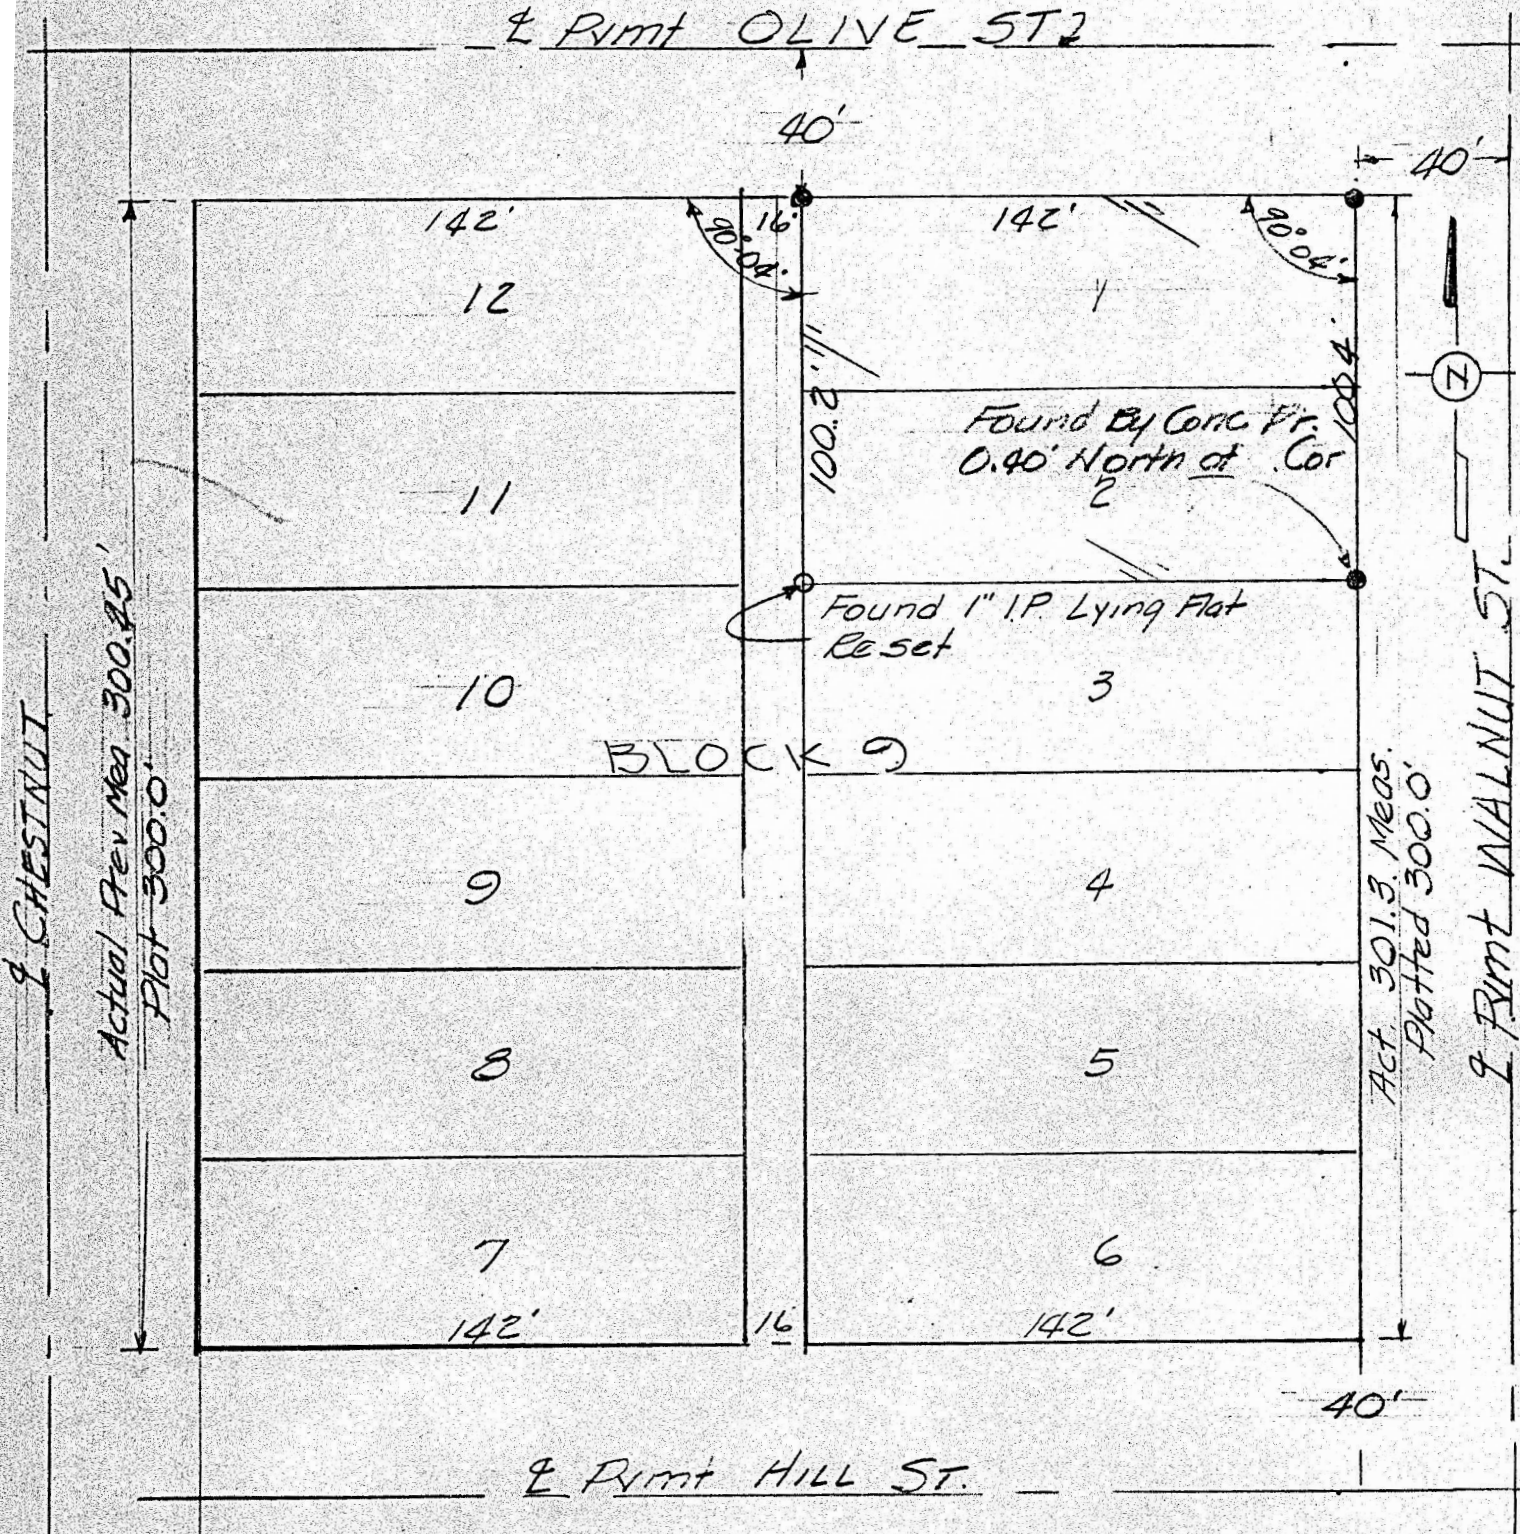 ℄ Pvmt OLIVE ST
40'
40'
142'
16'
142'
90°04'
90°04'
12
1
100.2'
100.4'
Found By Conc Pr.
0.40' North of Cor
11
2
Z
Found 1" I.P. Lying Flat
Reset
10
3
BLOCK 9
℄ CHESTNUT
Actual Prev Mea. 300.45'
Plat 300.0'
Act. 301.3 Meas.
Platted 300.0'
℄ Pvmt WALNUT ST.
9
4
8
5
7
6
142'
16
142'
40'
℄ Pvmt HILL ST.